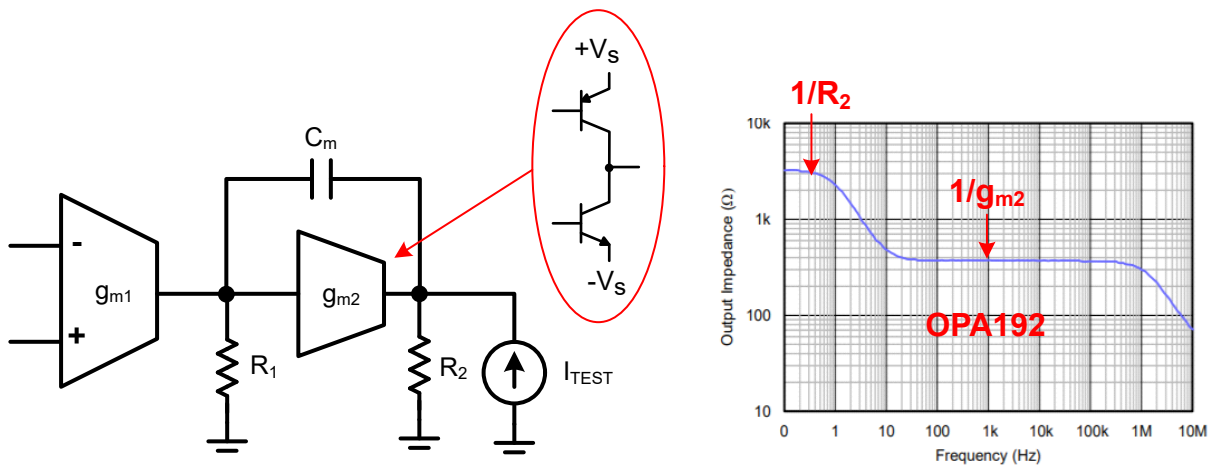 +Vs
-Vs
Cm
-
+
gm1
gm2
R1
R2
ITEST
1/R2
1/gm2
OPA192
Output Impedance (Ω)
10k
1k
100
10
0 1 10 100 1k 10k 100k 1M 10M
Frequency (Hz)